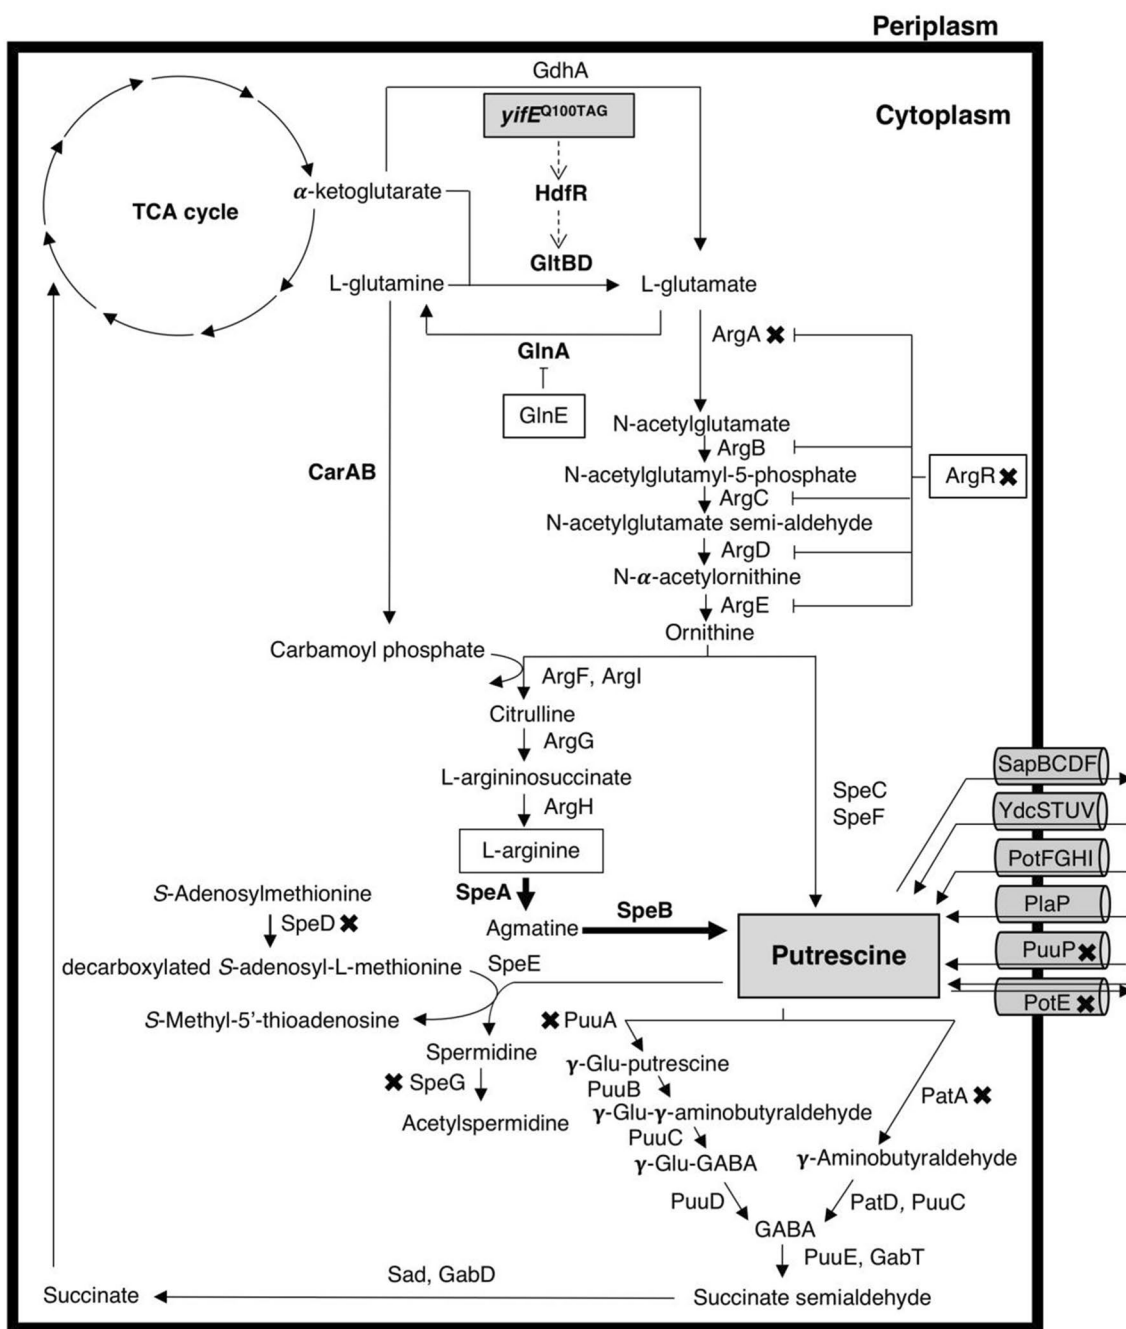 Periplasm
GdhA
yifE^Q100TAG
Cytoplasm
α-ketoglutarate
HdfR
TCA cycle
GltBD
L-glutamine
L-glutamate
ArgA ✖
GlnA
GlnE
N-acetylglutamate
ArgB
CarAB
N-acetylglutamyl-5-phosphate
ArgR ✖
ArgC
N-acetylglutamate semi-aldehyde
ArgD
N-α-acetylornithine
ArgE
Ornithine
Carbamoyl phosphate
ArgF, ArgI
Citrulline
ArgG
SapBCDF
L-argininosuccinate
SpeC
SpeF
YdcSTUV
ArgH
L-arginine
PotFGHI
SpeA
S-Adenosylmethionine
PlaP
SpeB
SpeD ✖
Agmatine
Putrescine
PuuP ✖
SpeE
decarboxylated S-adenosyl-L-methionine
PotE ✖
S-Methyl-5'-thioadenosine
✖ PuuA
Spermidine
γ-Glu-putrescine
✖ SpeG
PuuB
PatA ✖
Acetylspermidine
γ-Glu-γ-aminobutyraldehyde
PuuC
γ-Glu-GABA
γ-Aminobutyraldehyde
PuuD
PatD, PuuC
GABA
PuuE, GabT
Sad, GabD
Succinate
Succinate semialdehyde